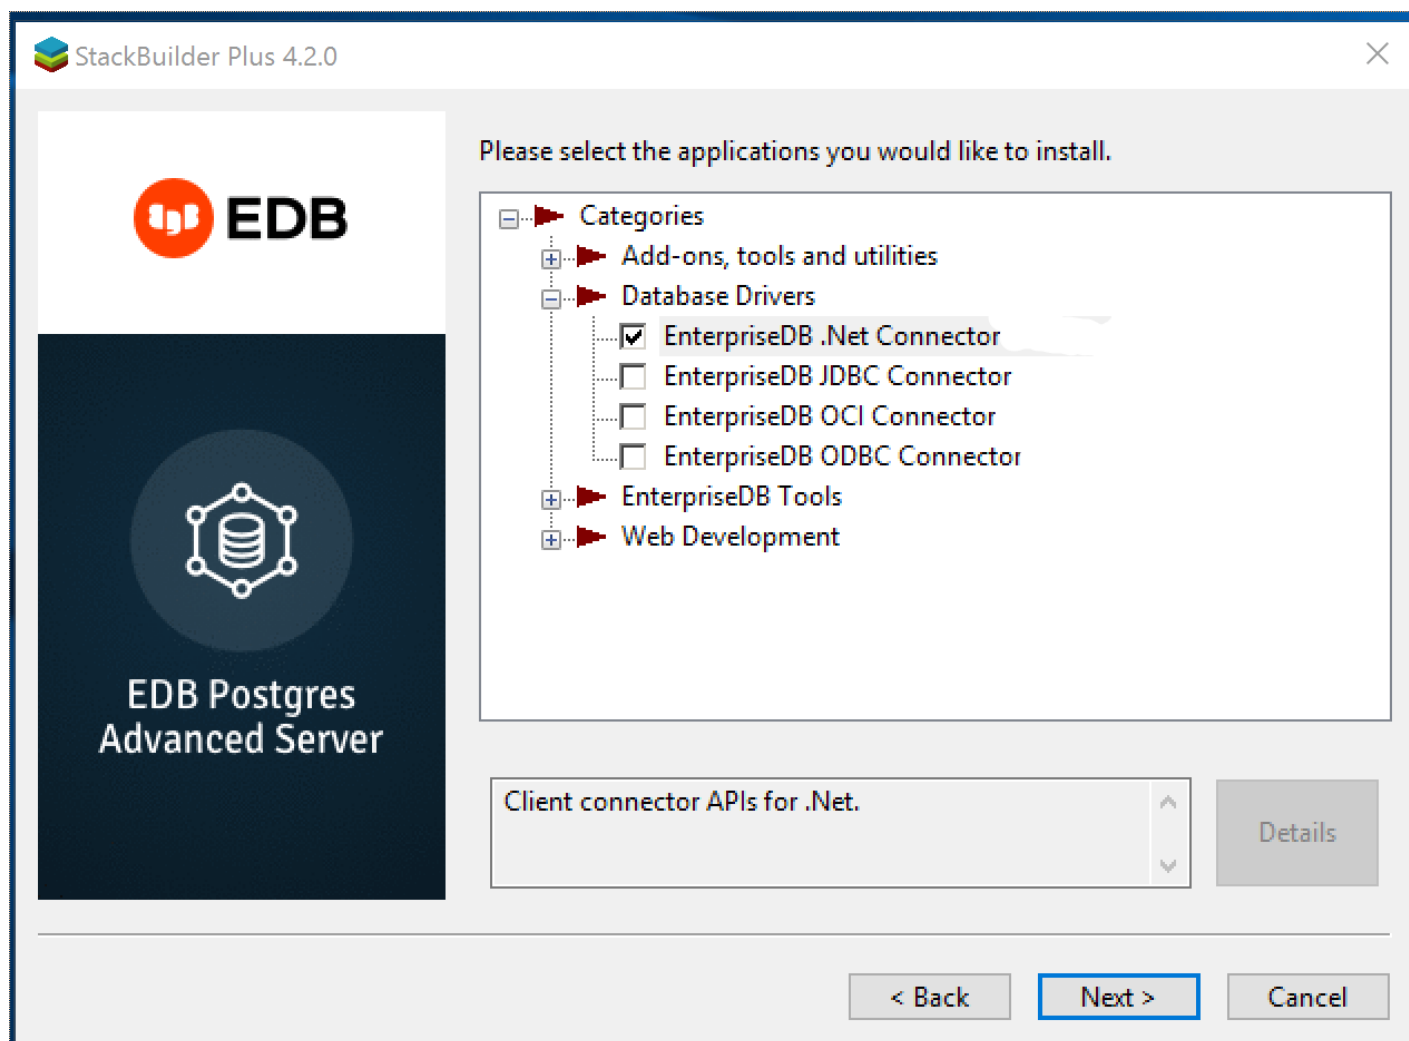 StackBuilder Plus 4.2.0
EDB
EDB Postgres
Advanced Server
Please select the applications you would like to install.
Categories
Add-ons, tools and utilities
Database Drivers
EnterpriseDB .Net Connector
EnterpriseDB JDBC Connector
EnterpriseDB OCI Connector
EnterpriseDB ODBC Connector
EnterpriseDB Tools
Web Development
Client connector APIs for .Net.
Details
< Back
Next >
Cancel